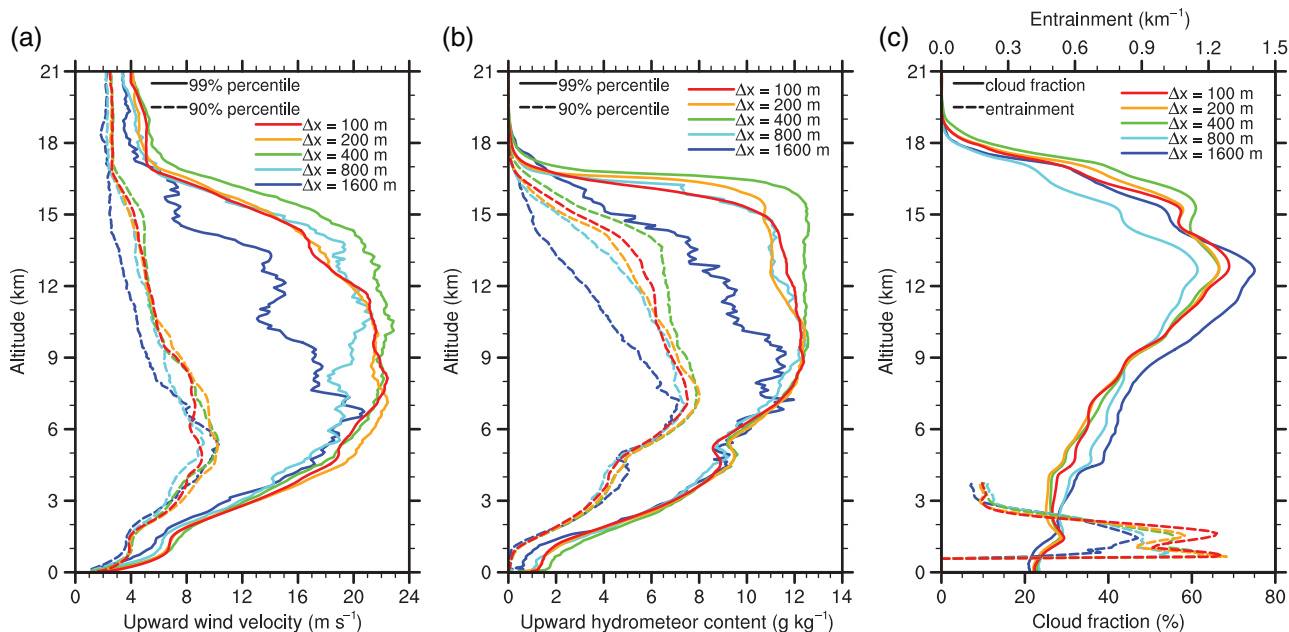 (a)
21
18
15
12
9
6
3
0
Altitude (km)
0 4 8 12 16 20 24
Upward wind velocity (m s⁻¹)
99% percentile
90% percentile
Δx = 100 m
Δx = 200 m
Δx = 400 m
Δx = 800 m
Δx = 1600 m
(b)
21
18
15
12
9
6
3
0
Altitude (km)
0 2 4 6 8 10 12 14
Upward hydrometeor content (g kg⁻¹)
99% percentile
90% percentile
Δx = 100 m
Δx = 200 m
Δx = 400 m
Δx = 800 m
Δx = 1600 m
(c)
Entrainment (km⁻¹)
0.0 0.3 0.6 0.9 1.2 1.5
21
18
15
12
9
6
3
0
Altitude (km)
0 20 40 60 80
Cloud fraction (%)
cloud fraction
entrainment
Δx = 100 m
Δx = 200 m
Δx = 400 m
Δx = 800 m
Δx = 1600 m